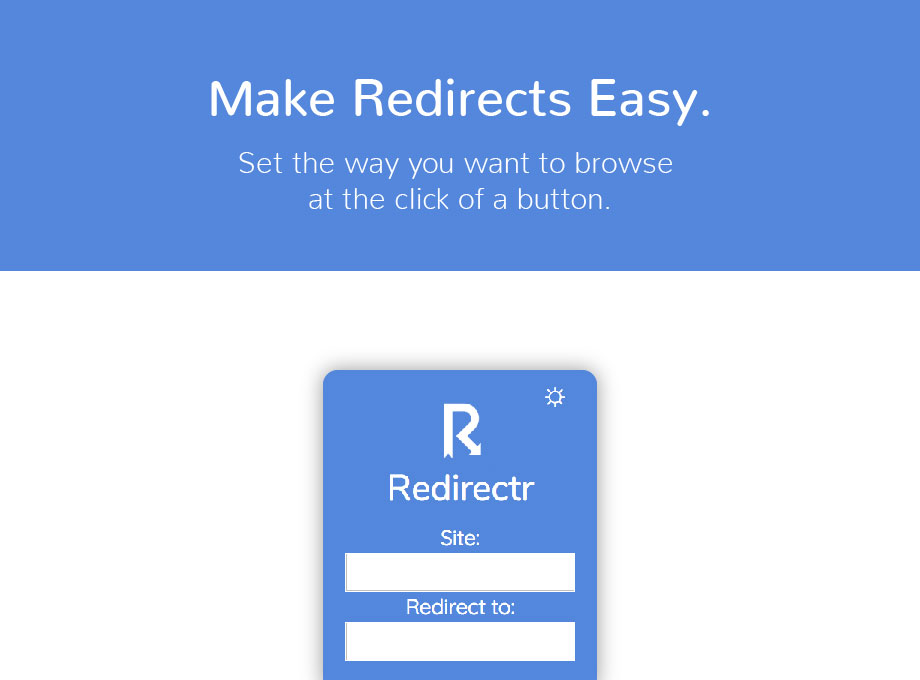 Make Redirects Easy.
Set the way you want to browse
at the click of a button.
R
Redirectr
Site:
Redirect to: